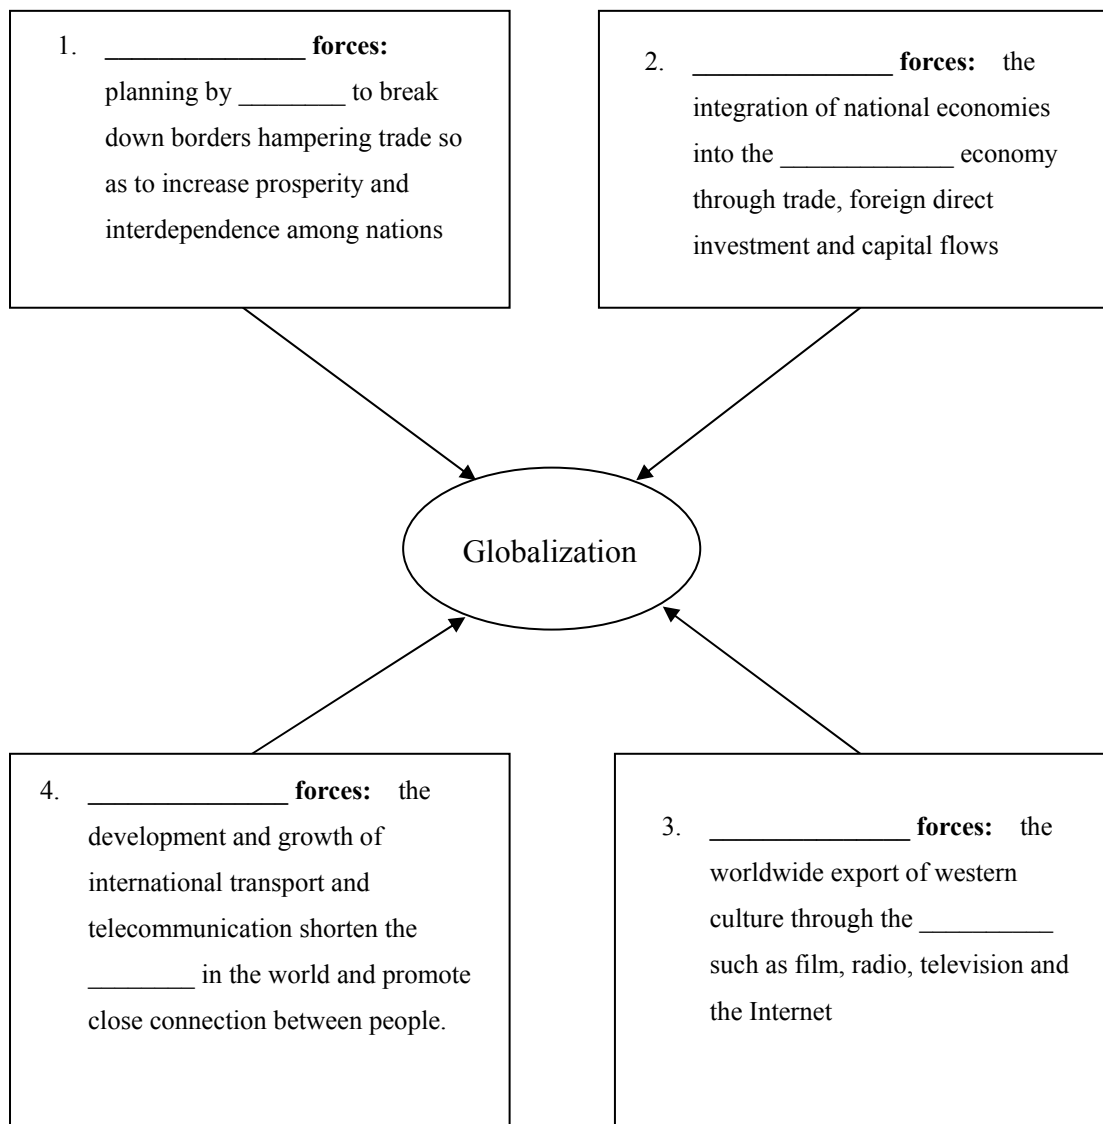 1. _______________ forces:
planning by ________ to break
down borders hampering trade so
as to increase prosperity and
interdependence among nations
2. _______________ forces: the
integration of national economies
into the _____________ economy
through trade, foreign direct
investment and capital flows
Globalization
4. _______________ forces: the
development and growth of
international transport and
telecommunication shorten the
________ in the world and promote
close connection between people.
3. _______________ forces: the
worldwide export of western
culture through the __________
such as film, radio, television and
the Internet